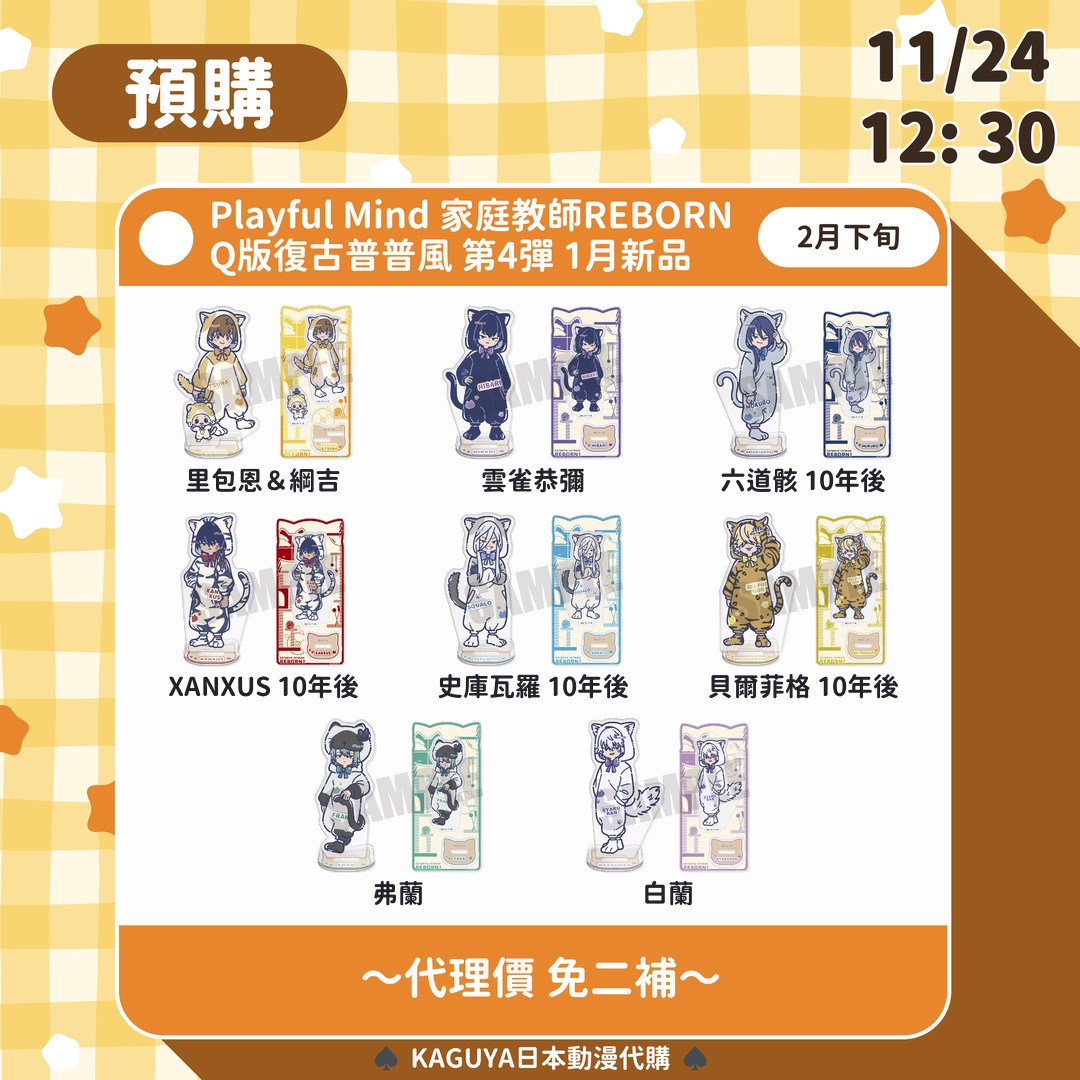 預購
11/24
12: 30
Playful Mind 家庭教師REBORN
Q版復古普普風 第4彈 1月新品
2月下旬
里包恩＆綱吉
雲雀恭彌
六道骸 10年後
XANXUS 10年後
史庫瓦羅 10年後
貝爾菲格 10年後
弗蘭
白蘭
～代理價 免二補～
♠ KAGUYA日本動漫代購 ♠